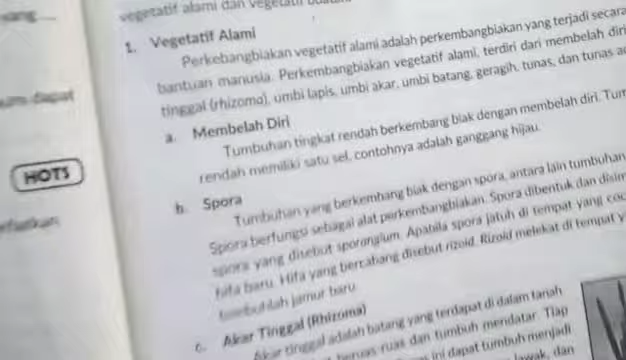 vegetatif alami dan vegetatif
1. Vegetatif Alami
Perkebangbiakan vegetatif alami adalah perkembangbiakan yang terjadi secara
bantuan manusia. Perkembangbiakan vegetatif alami, terdiri dari membelah diri
tinggal (rhizoma), umbi lapis, umbi akar, umbi batang, geragih, tunas, dan tunas a
a. Membelah Diri
Tumbuhan tingkat rendah berkembang biak dengan membelah diri. Tum
rendah memiliki satu sel, contohnya adalah ganggang hijau.
HOTS
b. Spora
Tumbuhan yang berkembang biak dengan spora, antara lain tumbuhan
Spora berfungsi sebagai alat perkembangbiakan. Spora dibentuk dan disim
spora yang disebut sporangium. Apabila spora jatuh di tempat yang coc
hifa baru. Hifa yang bercabang disebut rizoid. Rizoid melekat di tempat y
tumbuhlah jamur baru.
c. Akar Tinggal (Rhizoma)
Akar tinggal adalah batang yang terdapat di dalam tanah
beruas ruas dan tumbuh mendatar. Tiap
ini dapat tumbuh menjadi
dan